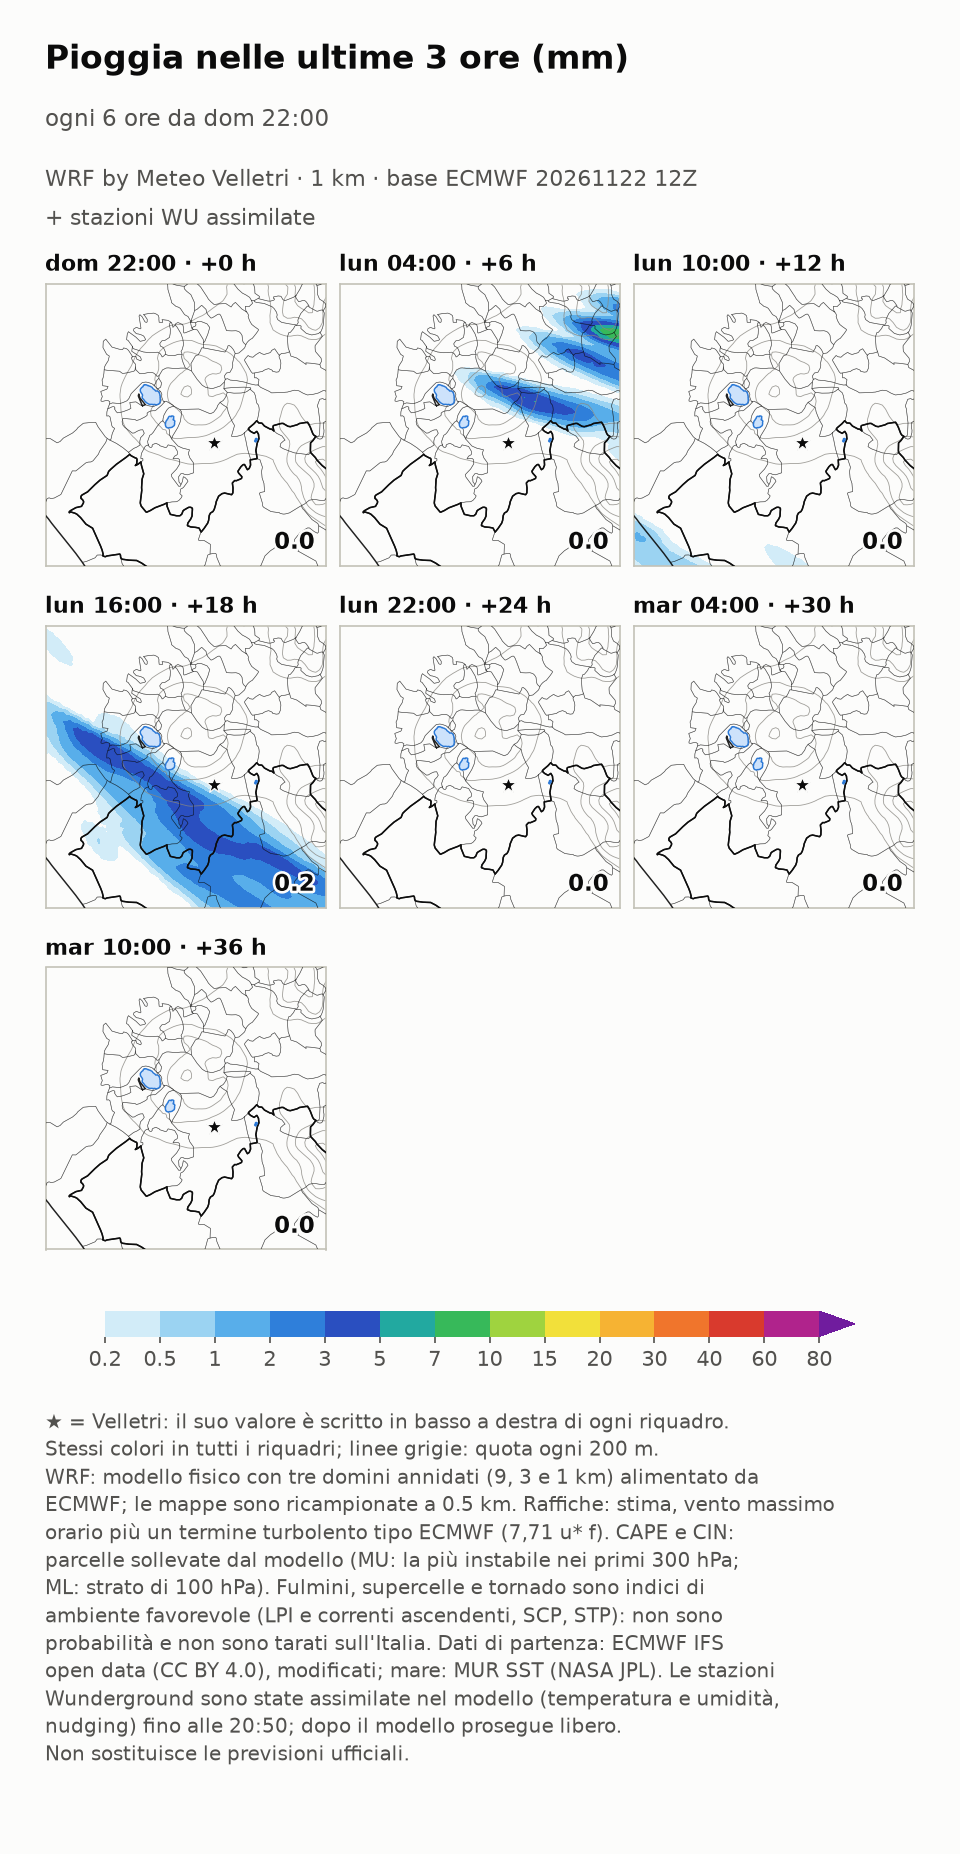 Pioggia nelle ultime 3 ore (mm)
ogni 6 ore da dom 22:00
WRF by Meteo Velletri · 1 km · base ECMWF 20261122 12Z
+ stazioni WU assimilate
dom 22:00 · +0 h
lun 04:00 · +6 h
lun 10:00 · +12 h
0.0
0.0
0.0
lun 16:00 · +18 h
lun 22:00 · +24 h
mar 04:00 · +30 h
0.2
0.0
0.0
mar 10:00 · +36 h
0.0
0.2 0.5 1 2 3 5 7 10 15 20 30 40 60 80
★ = Velletri: il suo valore è scritto in basso a destra di ogni riquadro.
Stessi colori in tutti i riquadri; linee grigie: quota ogni 200 m.
WRF: modello fisico con tre domini annidati (9, 3 e 1 km) alimentato da
ECMWF; le mappe sono ricampionate a 0.5 km. Raffiche: stima, vento massimo
orario più un termine turbolento tipo ECMWF (7,71 u* f). CAPE e CIN:
parcelle sollevate dal modello (MU: la più instabile nei primi 300 hPa;
ML: strato di 100 hPa). Fulmini, supercelle e tornado sono indici di
ambiente favorevole (LPI e correnti ascendenti, SCP, STP): non sono
probabilità e non sono tarati sull'Italia. Dati di partenza: ECMWF IFS
open data (CC BY 4.0), modificati; mare: MUR SST (NASA JPL). Le stazioni
Wunderground sono state assimilate nel modello (temperatura e umidità,
nudging) fino alle 20:50; dopo il modello prosegue libero.
Non sostituisce le previsioni ufficiali.